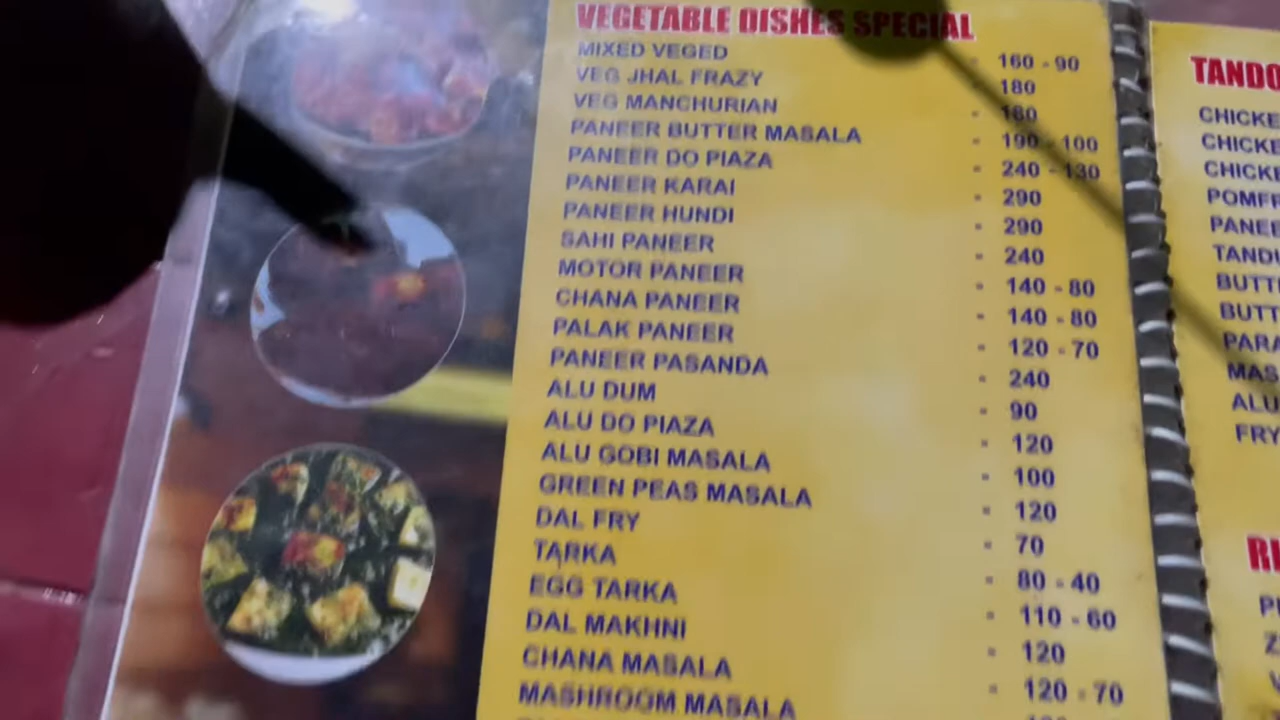 VEGETABLE DISHES SPECIAL
MIXED VEGED - 160 - 90
VEG JHAL FRAZY 180
VEG MANCHURIAN - 180
PANEER BUTTER MASALA - 190 - 100
PANEER DO PIAZA - 240 - 130
PANEER KARAI - 290
PANEER HUNDI - 290
SAHI PANEER - 240
MOTOR PANEER - 140 - 80
CHANA PANEER - 140 - 80
PALAK PANEER - 120 - 70
PANEER PASANDA - 240
ALU DUM - 90
ALU DO PIAZA - 120
ALU GOBI MASALA - 100
GREEN PEAS MASALA - 120
DAL FRY - 70
TARKA - 80 - 40
EGG TARKA - 110 - 60
DAL MAKHNI - 120
CHANA MASALA - 120 - 70
MASHROOM MASALA
TANDO
CHICKE
CHICKE
CHICKE
POMFR
PANEE
TANDU
BUTT
BUTT
PARA
MAS
ALU
FRY